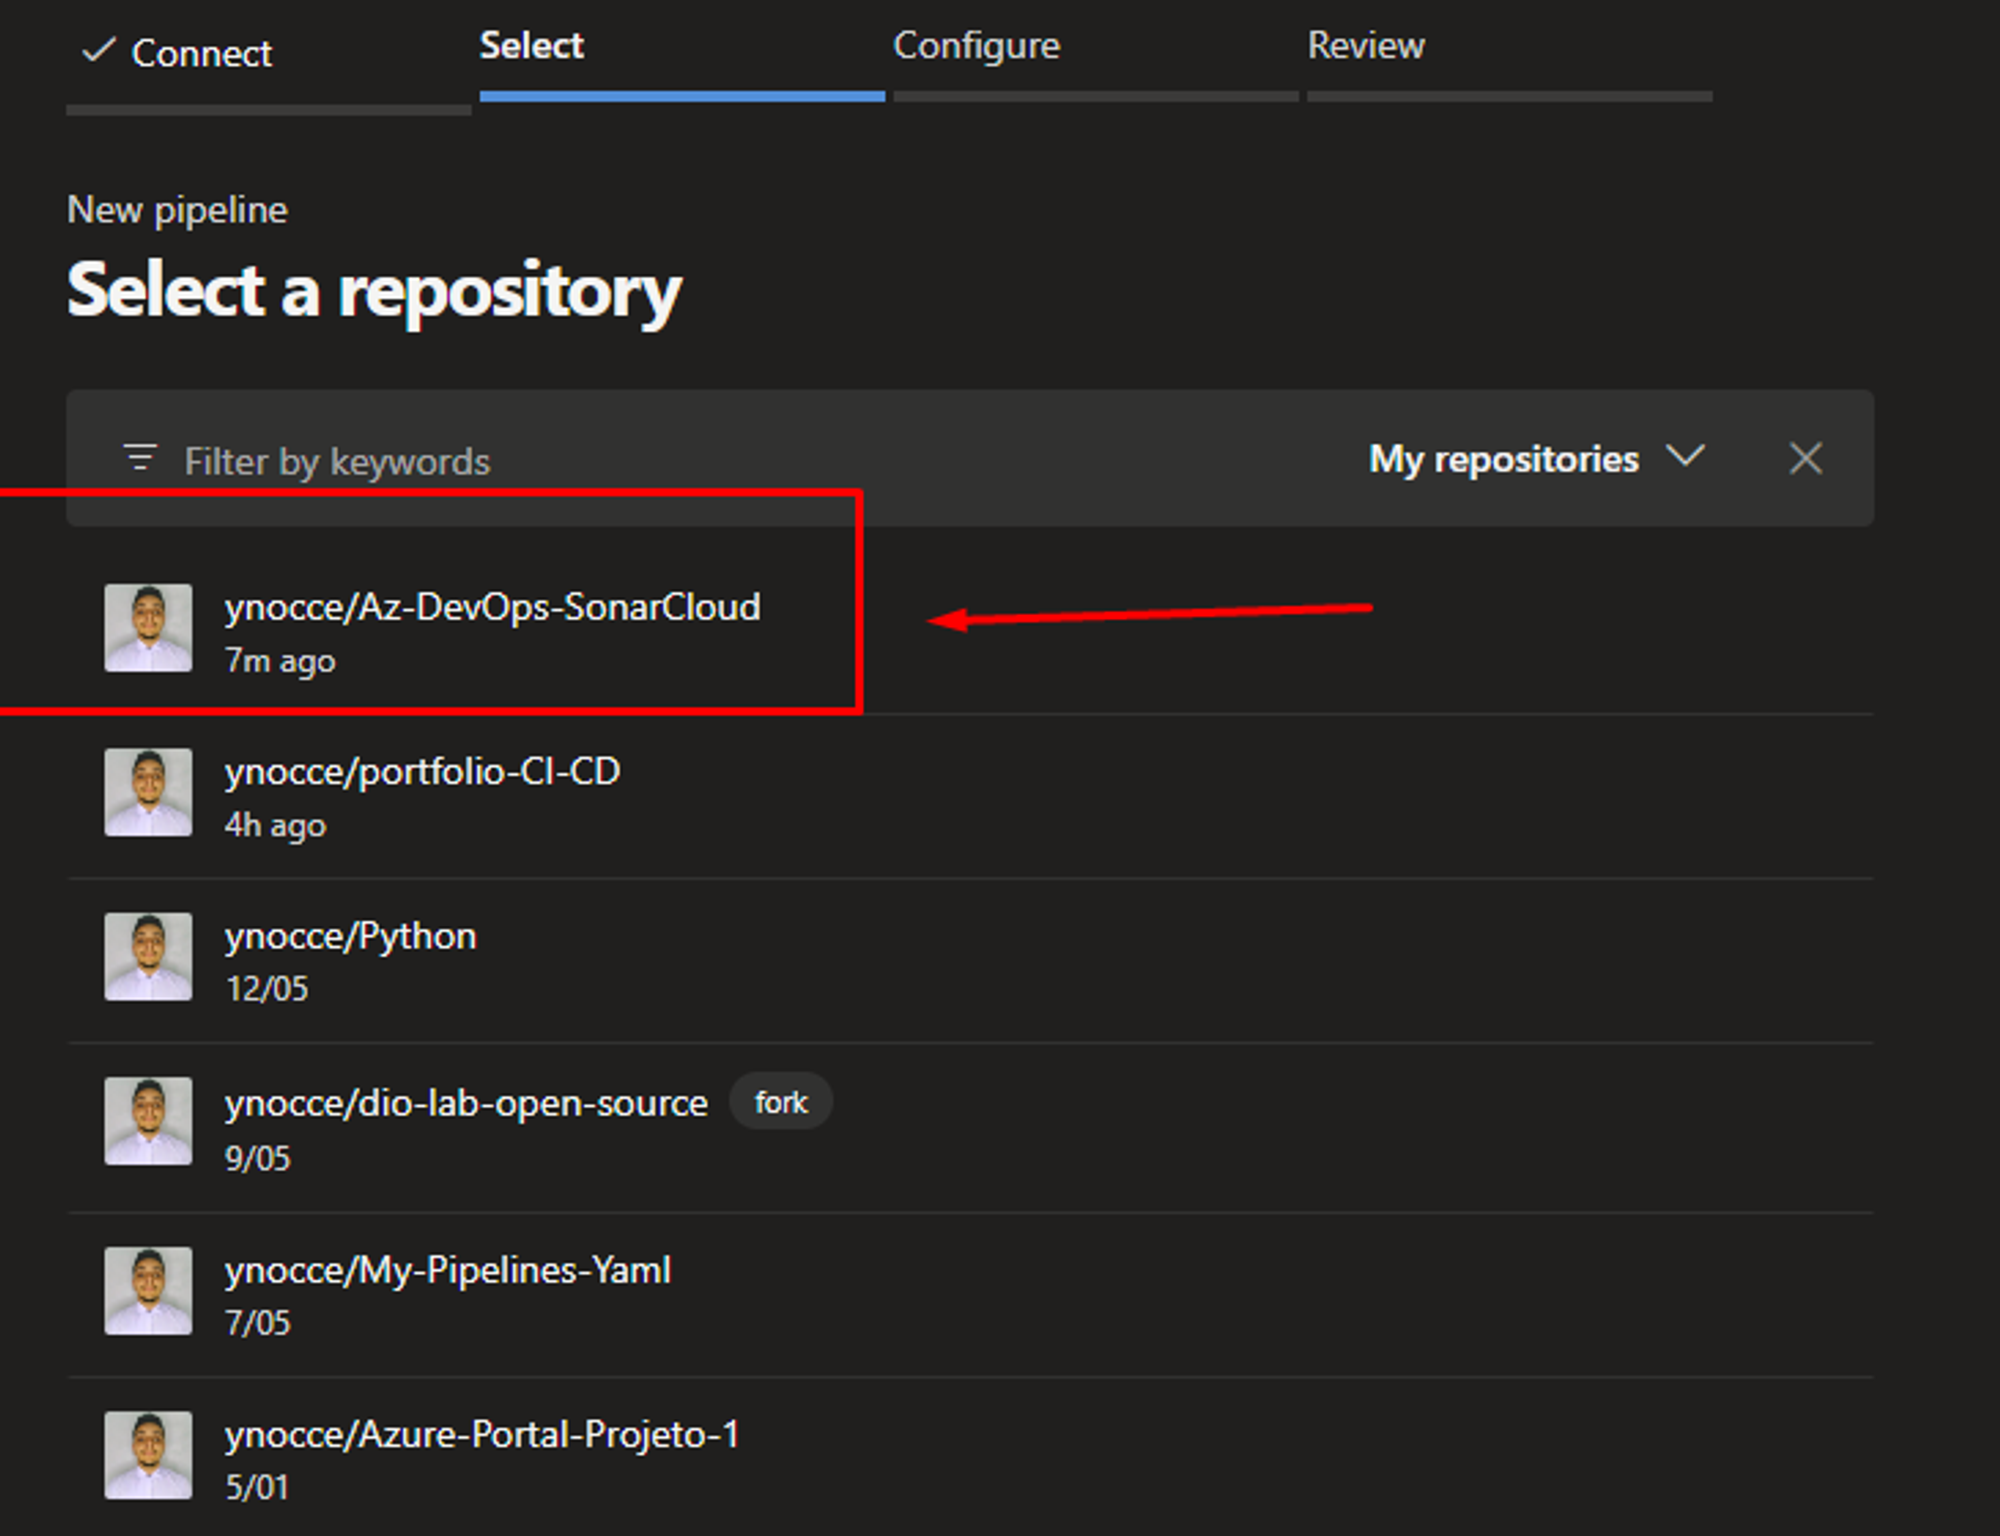 Connect
Select
Configure
Review
New pipeline
Select a repository
Filter by keywords
My repositories
ynocce/Az-DevOps-SonarCloud
7m ago
ynocce/portfolio-CI-CD
4h ago
ynocce/Python
12/05
ynocce/dio-lab-open-source fork
9/05
ynocce/My-Pipelines-Yaml
7/05
ynocce/Azure-Portal-Projeto-1
5/01